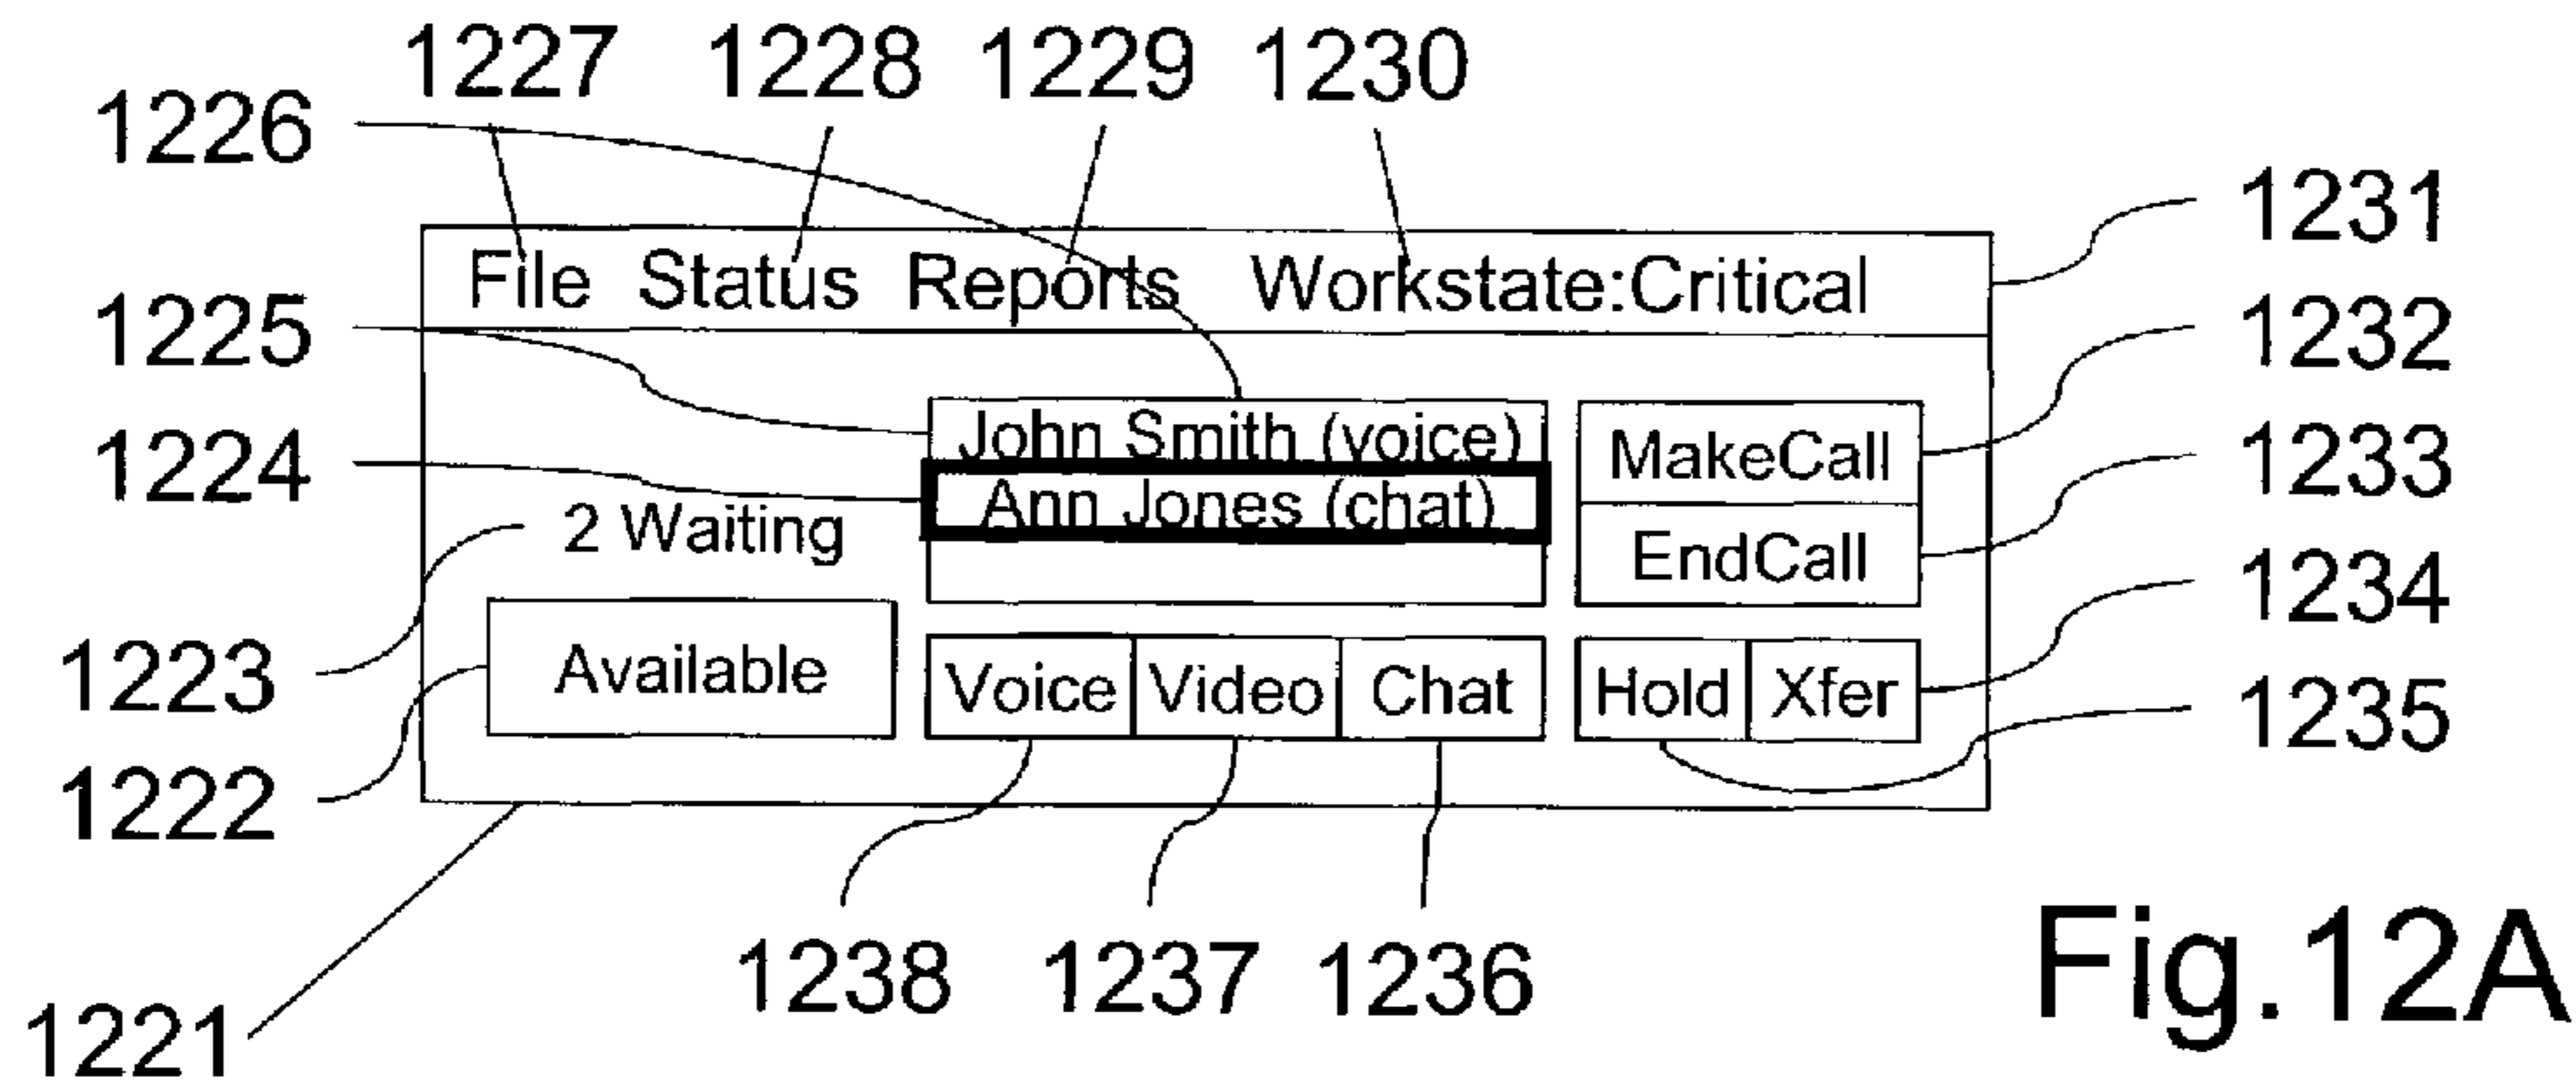 1227 1228 1229 1230
1226
1231
File Status Reports Workstate:Critical
1225
1232
John Smith (voice)
MakeCall
1224
1233
Ann Jones (chat)
2 Waiting
EndCall
1234
1223
Available
Voice Video Chat
Hold Xfer
1235
1222
1238 1237 1236
Fig.12A
1221